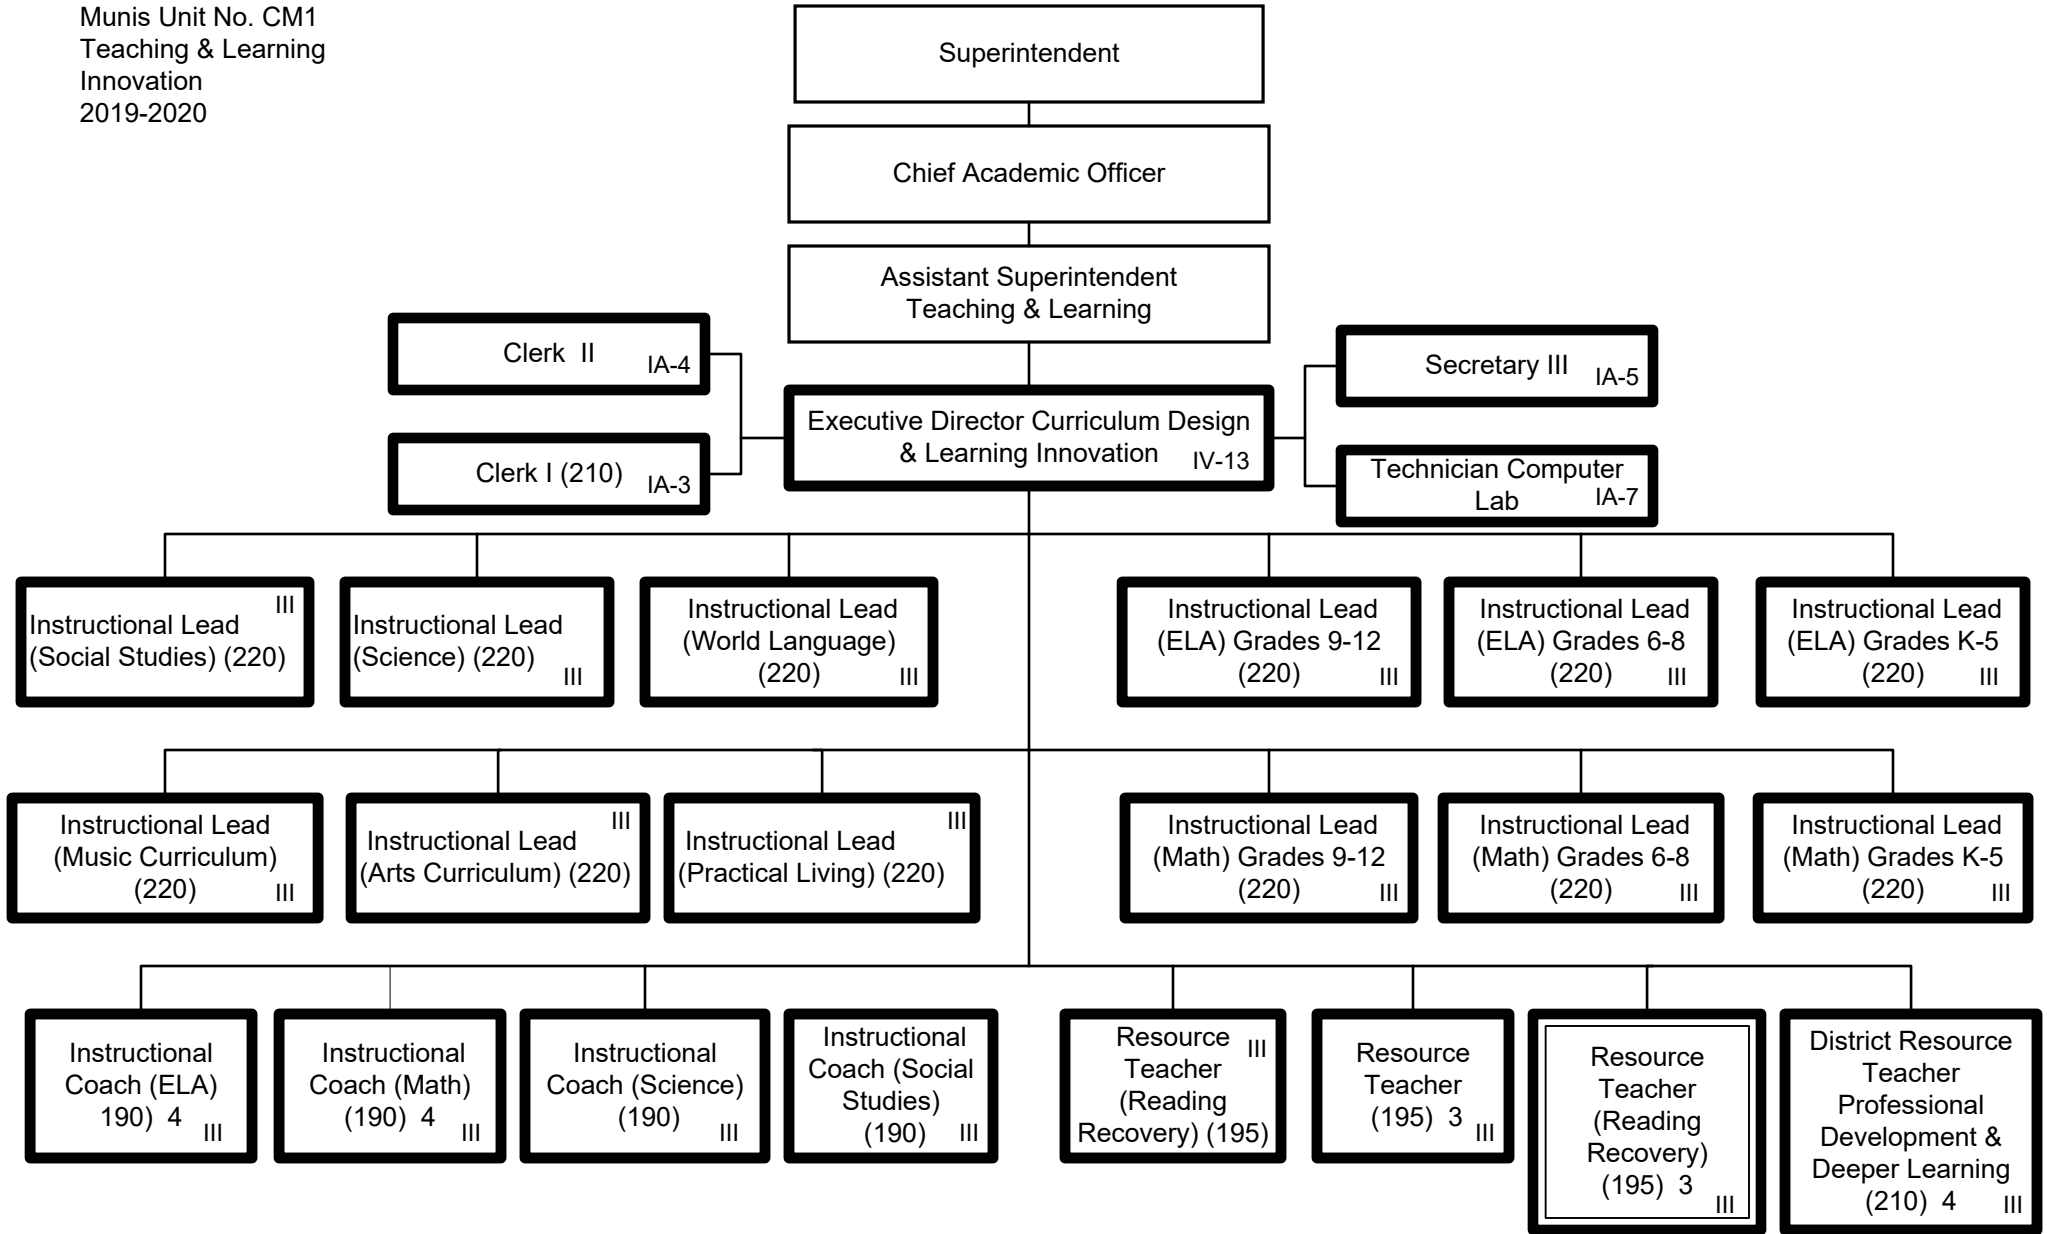 Munis Unit No. CM1
Teaching & Learning
Innovation
2019-2020
Superintendent
Chief Academic Officer
Assistant Superintendent
Teaching & Learning
Clerk  II
IA-4
Clerk I (210)
IA-3
Executive Director Curriculum Design
& Learning Innovation
IV-13
Secretary III
IA-5
Technician Computer
Lab
IA-7
III
Instructional Lead
(Social Studies) (220)
Instructional Lead
(Science) (220)
III
Instructional Lead
(World Language)
(220)
III
Instructional Lead
(ELA) Grades 9-12
(220)
III
Instructional Lead
(ELA) Grades 6-8
(220)
III
Instructional Lead
(ELA) Grades K-5
(220)
III
Instructional Lead
(Music Curriculum)
(220)
III
III
Instructional Lead
(Arts Curriculum) (220)
III
Instructional Lead
(Practical Living) (220)
Instructional Lead
(Math) Grades 9-12
(220)
III
Instructional Lead
(Math) Grades 6-8
(220)
III
Instructional Lead
(Math) Grades K-5
(220)
III
Instructional
Coach (ELA)
190)  4
III
Instructional
Coach (Math)
(190)  4
III
Instructional
Coach (Science)
(190)
III
Instructional
Coach (Social
Studies)
(190)
III
Resource
III
Teacher
(Reading
Recovery) (195)
Resource
Teacher
(195)  3
III
Resource
Teacher
(Reading
Recovery)
(195)  3
III
District Resource
Teacher
Professional
Development &
Deeper Learning
(210)  4
III